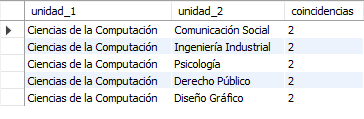 unidad_1 unidad_2 coincidencias
Ciencias de la Computación Comunicación Social 2
Ciencias de la Computación Ingeniería Industrial 2
Ciencias de la Computación Psicología 2
Ciencias de la Computación Derecho Público 2
Ciencias de la Computación Diseño Gráfico 2